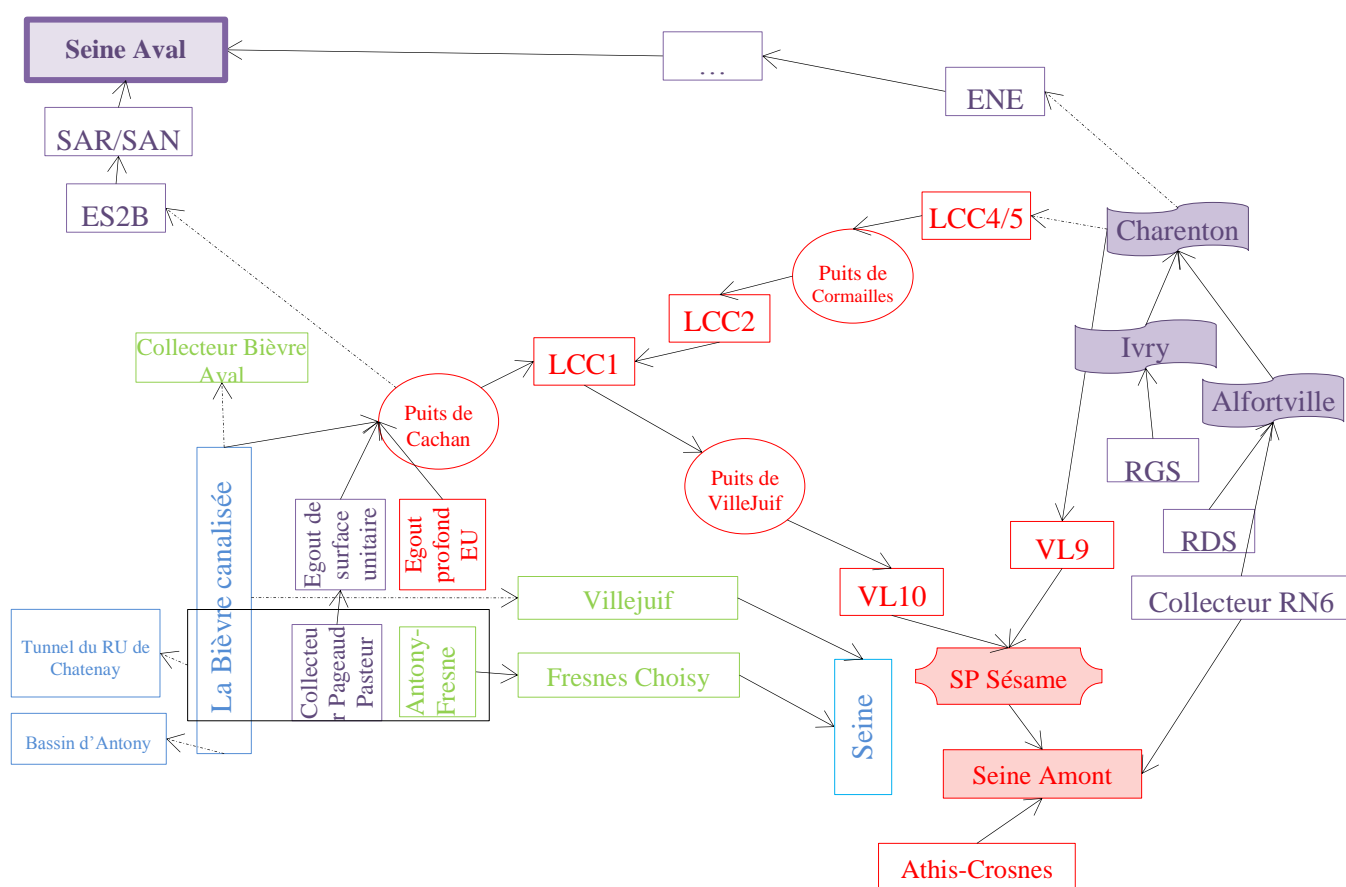 Seine Aval
…
ENE
SAR/SAN
ES2B
LCC4/5
Charenton
Puits de
Cormailles
LCC2
Ivry
Collecteur Bièvre
Aval
LCC1
Alfortville
Puits de
Cachan
Puits de
VilleJuif
RGS
La Bièvre canalisée
Egout de
surface
unitaire
Egout
profond
EU
VL9
RDS
VL10
Villejuif
Collecteur RN6
Tunnel du RU de
Chatenay
Collecteu
r Pageaud
Pasteur
Antony-
Fresne
Fresnes Choisy
SP Sésame
Seine
Bassin d’Antony
Seine Amont
Athis-Crosnes